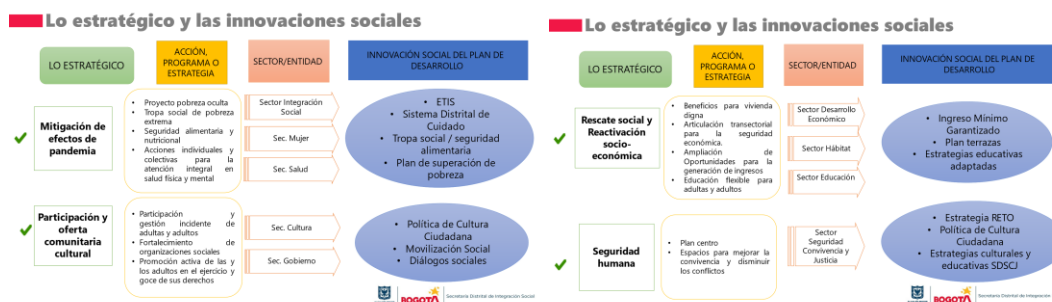 Lo estratégico y las innovaciones sociales
LO ESTRATÉGICO
ACCIÓN,
PROGRAMA O
ESTRATEGIA
SECTOR/ENTIDAD
INNOVACIÓN SOCIAL DEL PLAN DE
DESARROLLO
Mitigación de
efectos de
pandemia
• Proyecto pobreza oculta
• Tropa social de pobreza
extrema
• Seguridad alimentaria y
nutricional
• Acciones individuales y
colectivas para la
atención integral en
salud física y mental
Sector Integración
Social
Sec. Mujer
Sec. Salud
• ETIS
• Sistema Distrital de
Cuidado
• Tropa social / seguridad
alimentaria
• Plan de superación de
pobreza
Participación y
oferta
comunitaria
cultural
• Participación y
gestión incidente de
adultas y adultos
• Fortalecimiento de
organizaciones sociales
• Promoción activa de las y
los adultos en el ejercicio y
goce de sus derechos
Sec. Cultura
Sec. Gobierno
• Política de Cultura
Ciudadana
• Movilización Social
• Diálogos sociales
BOGOTÁ
Secretaría Distrital de Integración Social
Lo estratégico y las innovaciones sociales
LO ESTRATÉGICO
ACCIÓN,
PROGRAMA O
ESTRATEGIA
SECTOR/ENTIDAD
INNOVACIÓN SOCIAL DEL PLAN DE
DESARROLLO
Rescate social y
Reactivación
socio-
económica
• Beneficios para vivienda
digna
• Articulación transectorial
para la seguridad
económica.
• Ampliación de
Oportunidades para la
generación de ingresos
• Educación flexible para
adultas y adultos
Sector Desarrollo
Económico
Sector Hábitat
Sector Educación
• Ingreso Mínimo
Garantizado
• Plan terrazas
• Estrategias educativas
adaptadas
Seguridad
humana
• Plan centro
• Espacios para mejorar la
convivencia y disminuir
los conflictos
Sector
Seguridad
Convivencia y
Justicia
• Estrategia RETO
• Política de Cultura
Ciudadana
• Estrategias culturales y
educativas SDSCJ
BOGOTÁ
Secretaría Distrital de Integración Social